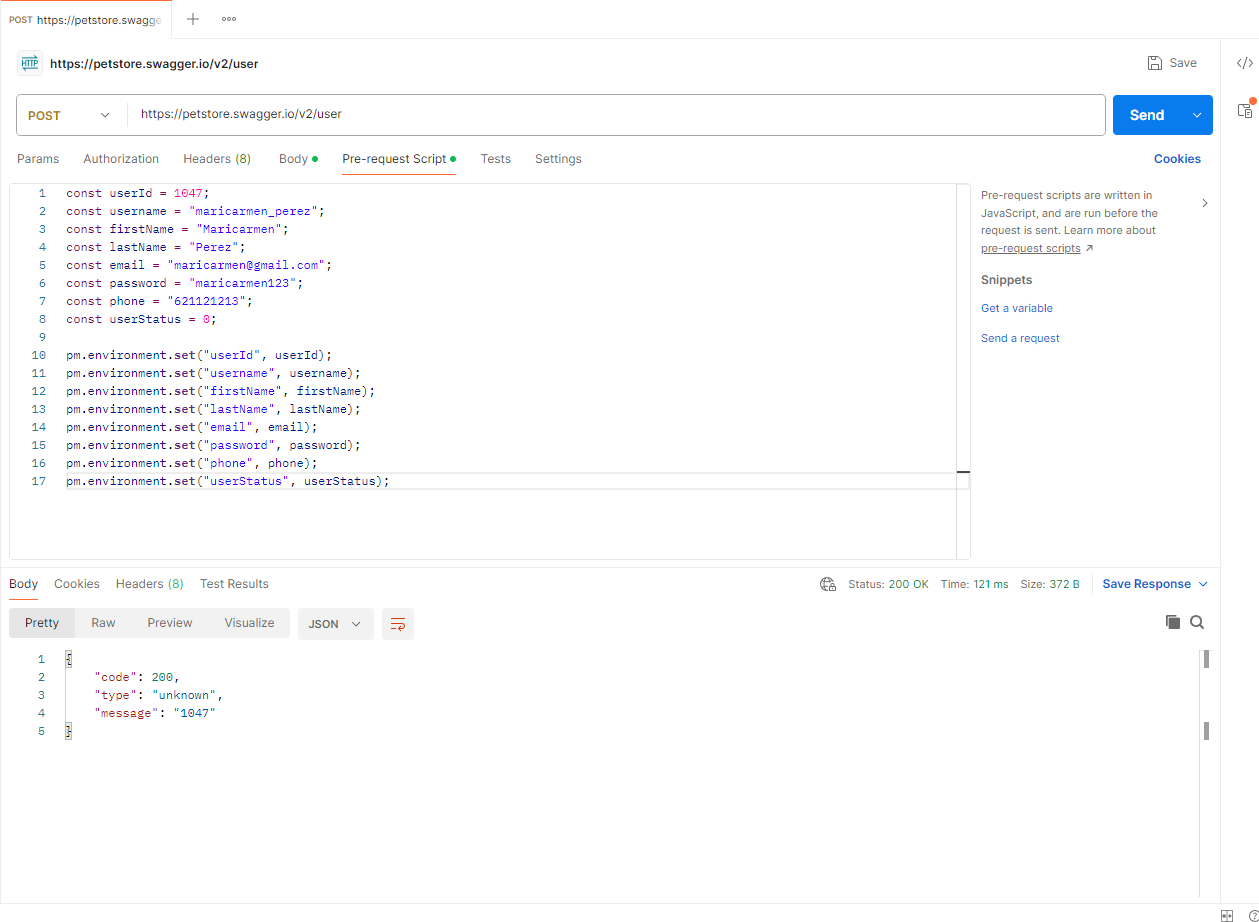 POST https://petstore.swagge
HTTP https://petstore.swagger.io/v2/user
Save
POST https://petstore.swagger.io/v2/user
Send
Params Authorization Headers (8) Body Pre-request Script Tests Settings
Cookies
1 const userId = 1047;
2 const username = "maricarmen_perez";
3 const firstName = "Maricarmen";
4 const lastName = "Perez";
5 const email = "maricarmen@gmail.com";
6 const password = "maricarmen123";
7 const phone = "621121213";
8 const userStatus = 0;
9
10 pm.environment.set("userId", userId);
11 pm.environment.set("username", username);
12 pm.environment.set("firstName", firstName);
13 pm.environment.set("lastName", lastName);
14 pm.environment.set("email", email);
15 pm.environment.set("password", password);
16 pm.environment.set("phone", phone);
17 pm.environment.set("userStatus", userStatus);
Pre-request scripts are written in
JavaScript, and are run before the
request is sent. Learn more about
pre-request scripts ↗
Snippets
Get a variable
Send a request
Body Cookies Headers (8) Test Results
Status: 200 OK Time: 121 ms Size: 372 B
Save Response
Pretty Raw Preview Visualize JSON
1 {
2 "code": 200,
3 "type": "unknown",
4 "message": "1047"
5 }